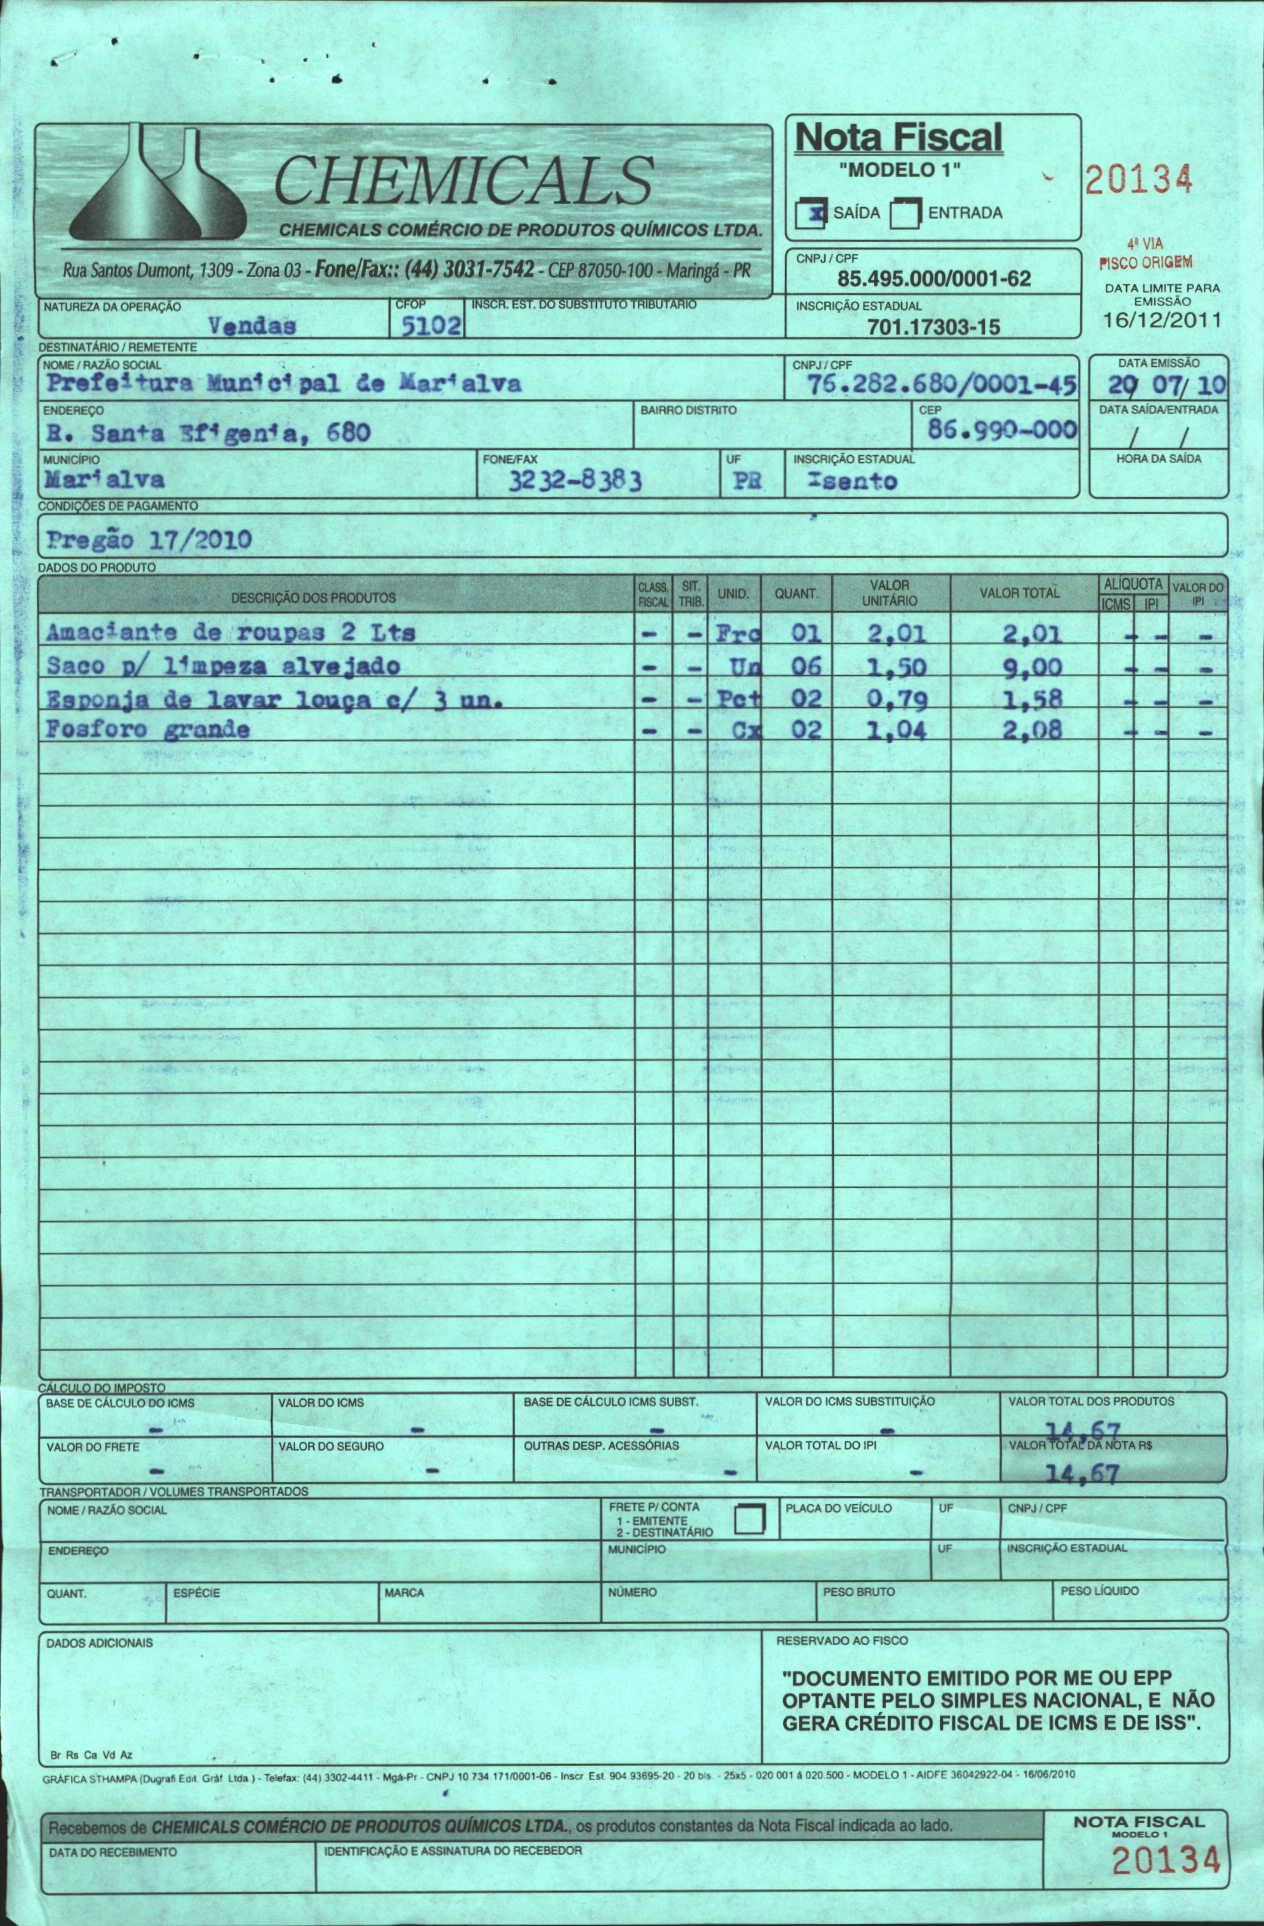 Nota Fiscal
"MODELO 1"
X SAÍDA ENTRADA
20134
CHEMICALS
CHEMICALS COMÉRCIO DE PRODUTOS QUÍMICOS LTDA.
Rua Santos Dumont, 1309 - Zona 03 - Fone/Fax:: (44) 3031-7542 - CEP 87050-100 - Maringá - PR
4ª VIA
FISCO ORIGEM
DATA LIMITE PARA
EMISSÃO
16/12/2011
CNPJ / CPF
85.495.000/0001-62
NATUREZA DA OPERAÇÃO CFOP INSCR. EST. DO SUBSTITUTO TRIBUTÁRIO INSCRIÇÃO ESTADUAL
Vendas 5102 701.17303-15
DESTINATÁRIO / REMETENTE
NOME / RAZÃO SOCIAL CNPJ / CPF DATA EMISSÃO
Prefeitura Municipal de Marialva 76.282.680/0001-45 20/ 07/ 10
ENDEREÇO BAIRRO DISTRITO CEP DATA SAÍDA/ENTRADA
R. Santa Efigenia, 680 86.990-000 / /
MUNICÍPIO FONE/FAX UF INSCRIÇÃO ESTADUAL HORA DA SAÍDA
Marialva 3232-8383 PR Isento
CONDIÇÕES DE PAGAMENTO
Pregão 17/2010
DADOS DO PRODUTO
DESCRIÇÃO DOS PRODUTOS CLASS. FISCAL SIT. TRIB. UNID. QUANT. VALOR UNITÁRIO VALOR TOTAL ALÍQUOTA ICMS IPI VALOR DO IPI
Amaciante de roupas 2 Lts - - Frc 01 2,01 2,01 - - -
Saco p/ limpeza alvejado - - Un 06 1,50 9,00 - - -
Esponja de lavar louça c/ 3 un. - - Pct 02 0,79 1,58 - - -
Fosforo grande - - Cx 02 1,04 2,08 - - -
CÁLCULO DO IMPOSTO
BASE DE CÁLCULO DO ICMS VALOR DO ICMS BASE DE CÁLCULO ICMS SUBST. VALOR DO ICMS SUBSTITUIÇÃO VALOR TOTAL DOS PRODUTOS
- - - - 14,67
VALOR DO FRETE VALOR DO SEGURO OUTRAS DESP. ACESSÓRIAS VALOR TOTAL DO IPI VALOR TOTAL DA NOTA R$
- - - - 14,67
TRANSPORTADOR / VOLUMES TRANSPORTADOS
NOME / RAZÃO SOCIAL FRETE P/ CONTA PLACA DO VEÍCULO UF CNPJ / CPF
1 - EMITENTE
2 - DESTINATÁRIO
ENDEREÇO MUNICÍPIO UF INSCRIÇÃO ESTADUAL
QUANT. ESPÉCIE MARCA NÚMERO PESO BRUTO PESO LÍQUIDO
DADOS ADICIONAIS RESERVADO AO FISCO
"DOCUMENTO EMITIDO POR ME OU EPP
OPTANTE PELO SIMPLES NACIONAL, E NÃO
GERA CRÉDITO FISCAL DE ICMS E DE ISS".
Br Rs Ca Vd Az
GRÁFICA STHAMPA (Dugrafi Edit. Gráf. Ltda.) - Telefax: (44) 3302-4411 - Mgá-Pr - CNPJ 10.734.171/0001-06 - Inscr. Est. 904.93695-20 - 20 bls. - 25x5 - 020.001 á 020.500 - MODELO 1 - AIDFE 36042922-04 - 16/06/2010
Recebemos de CHEMICALS COMÉRCIO DE PRODUTOS QUÍMICOS LTDA., os produtos constantes da Nota Fiscal indicada ao lado.
NOTA FISCAL
MODELO 1
20134
DATA DO RECEBIMENTO IDENTIFICAÇÃO E ASSINATURA DO RECEBEDOR